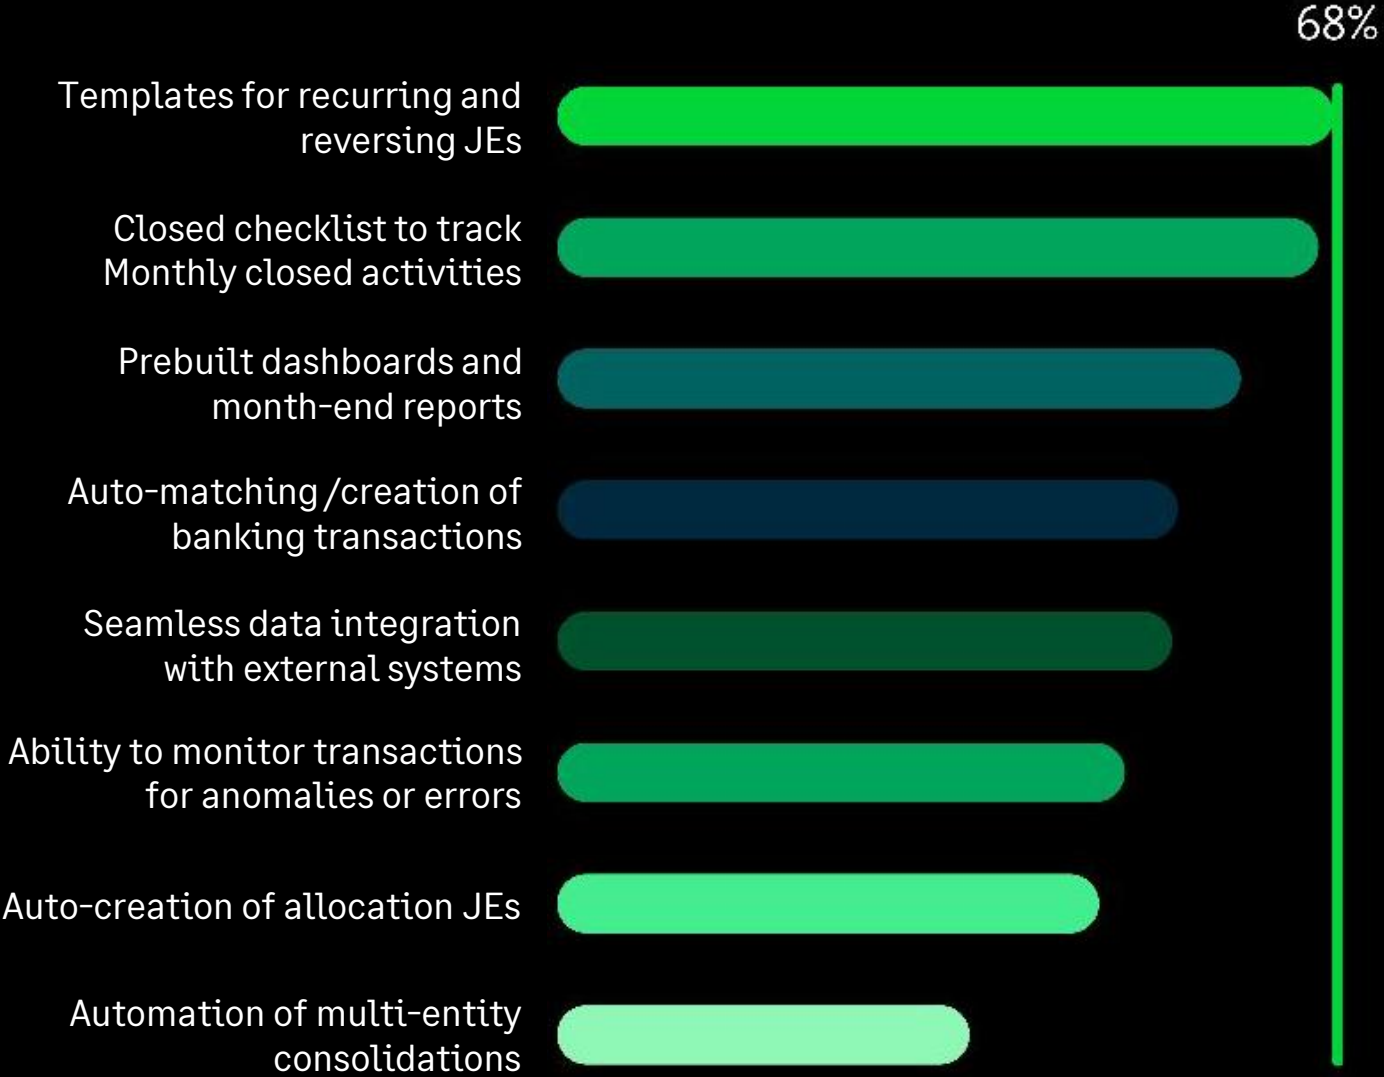 68%
Templates for recurring and
reversing JEs
Closed checklist to track
Monthly closed activities
Prebuilt dashboards and
month-end reports
Auto-matching /creation of
banking transactions
Seamless data integration
with external systems
Ability to monitor transactions
for anomalies or errors
Auto-creation of allocation JEs
Automation of multi-entity
consolidations